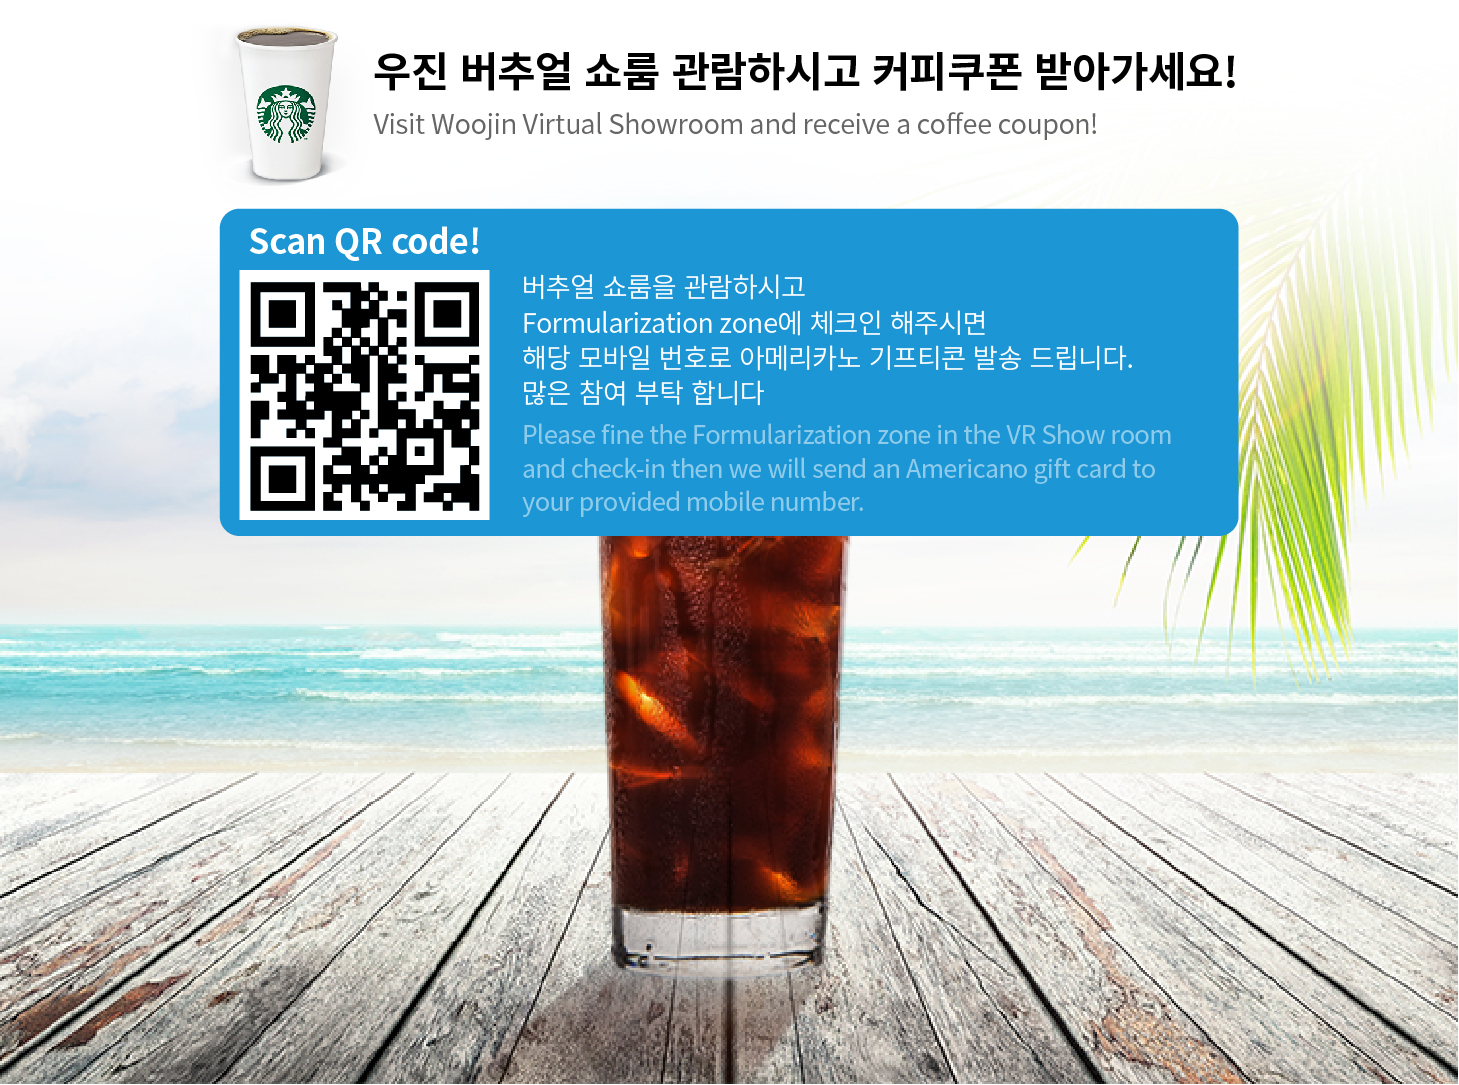 우진 버추얼 쇼룸 관람하시고 커피쿠폰 받아가세요!
Visit Woojin Virtual Showroom and receive a coffee coupon!
Scan QR code!
버추얼 쇼룸을 관람하시고
Formularization zone에 체크인 해주시면
해당 모바일 번호로 아메리카노 기프티콘 발송 드립니다.
많은 참여 부탁 합니다
Please fine the Formularization zone in the VR Show room
and check-in then we will send an Americano gift card to
your provided mobile number.